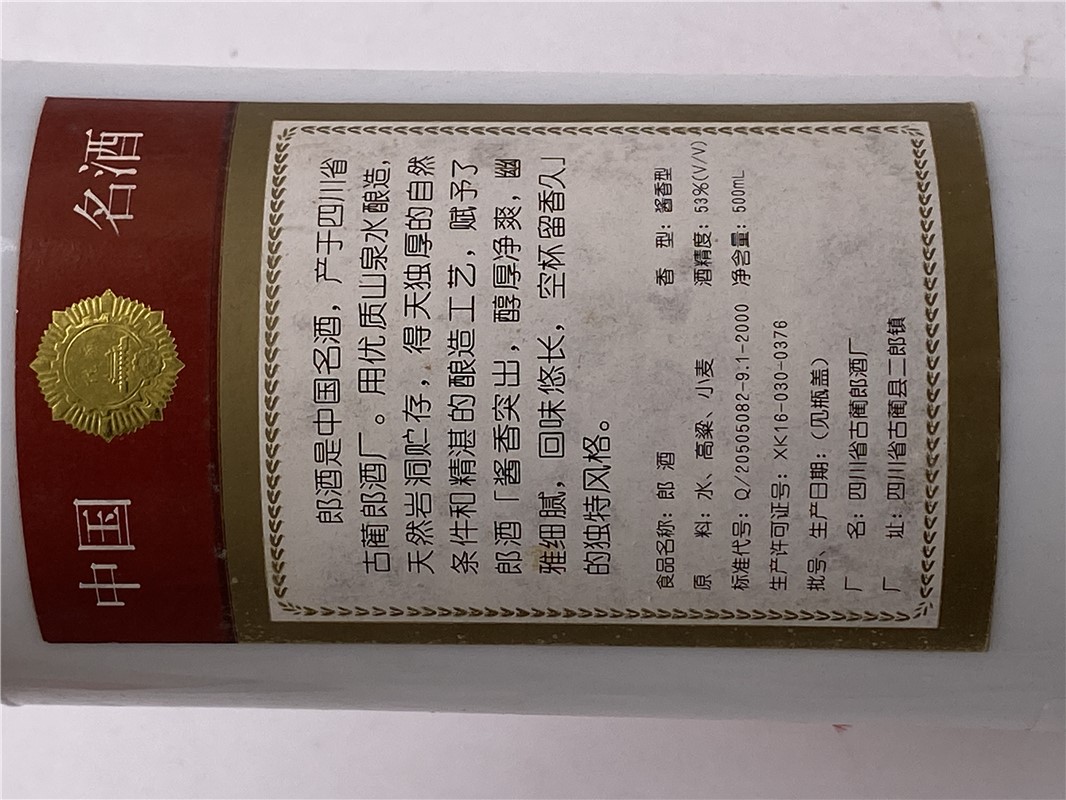 中国 名酒
郎酒是中国名酒，产于四川省
古蔺郎酒厂。用优质山泉水酿造，
天然岩洞贮存，得天独厚的自然
条件和精湛的酿造工艺，赋予了
郎酒「酱香突出，醇厚净爽，幽
雅细腻，回味悠长，空杯留香久」
的独特风格。
食品名称：郎 酒 香 型：酱香型
原 料：水、高粱、小麦 酒精度：53%(V/V)
标准代号：Q/20505082-9.1-2000 净含量：500mL
生产许可证号：XK16-030-0376
批号、生产日期：（见瓶盖）
厂 名：四川省古蔺郎酒厂
厂 址：四川省古蔺县二郎镇